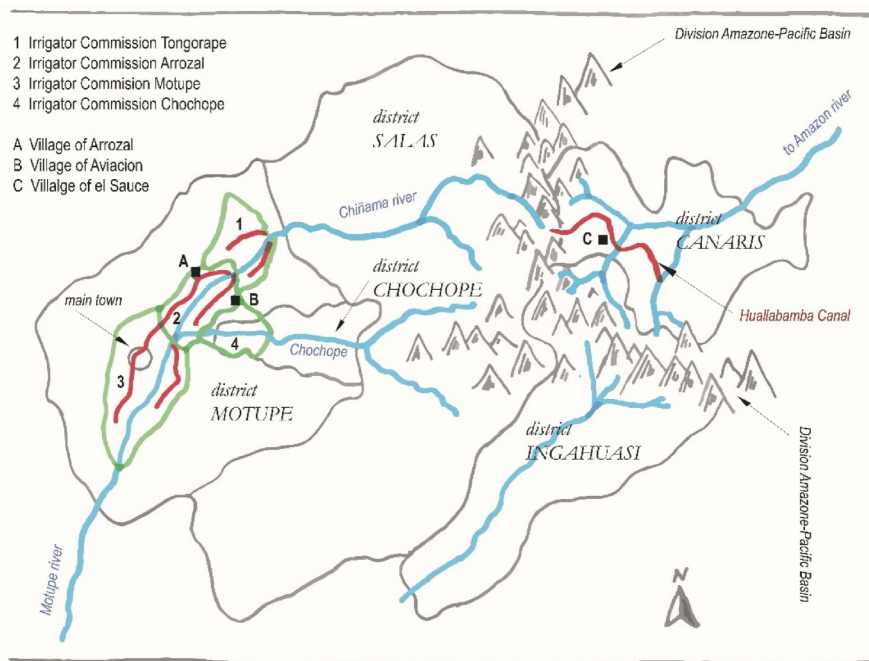 1 Irrigator Commission Tongorape
2 Irrigator Commission Arrozal
3 Irrigator Commision Motupe
4 Irrigator Commission Chochope
A Village of Arrozal
B Village of Aviacion
C Villalge of el Sauce
Division Amazone-Pacific Basin
district
SALAS
to Amazon river
Chiñama river
1
C
district
CANARIS
A
district
CHOCHOPE
main town
B
2
Huallabamba Canal
4
Chochope
3
district
MOTUPE
district
INGAHUASI
Division Amazone-Pacific Basin
Motupe river
N